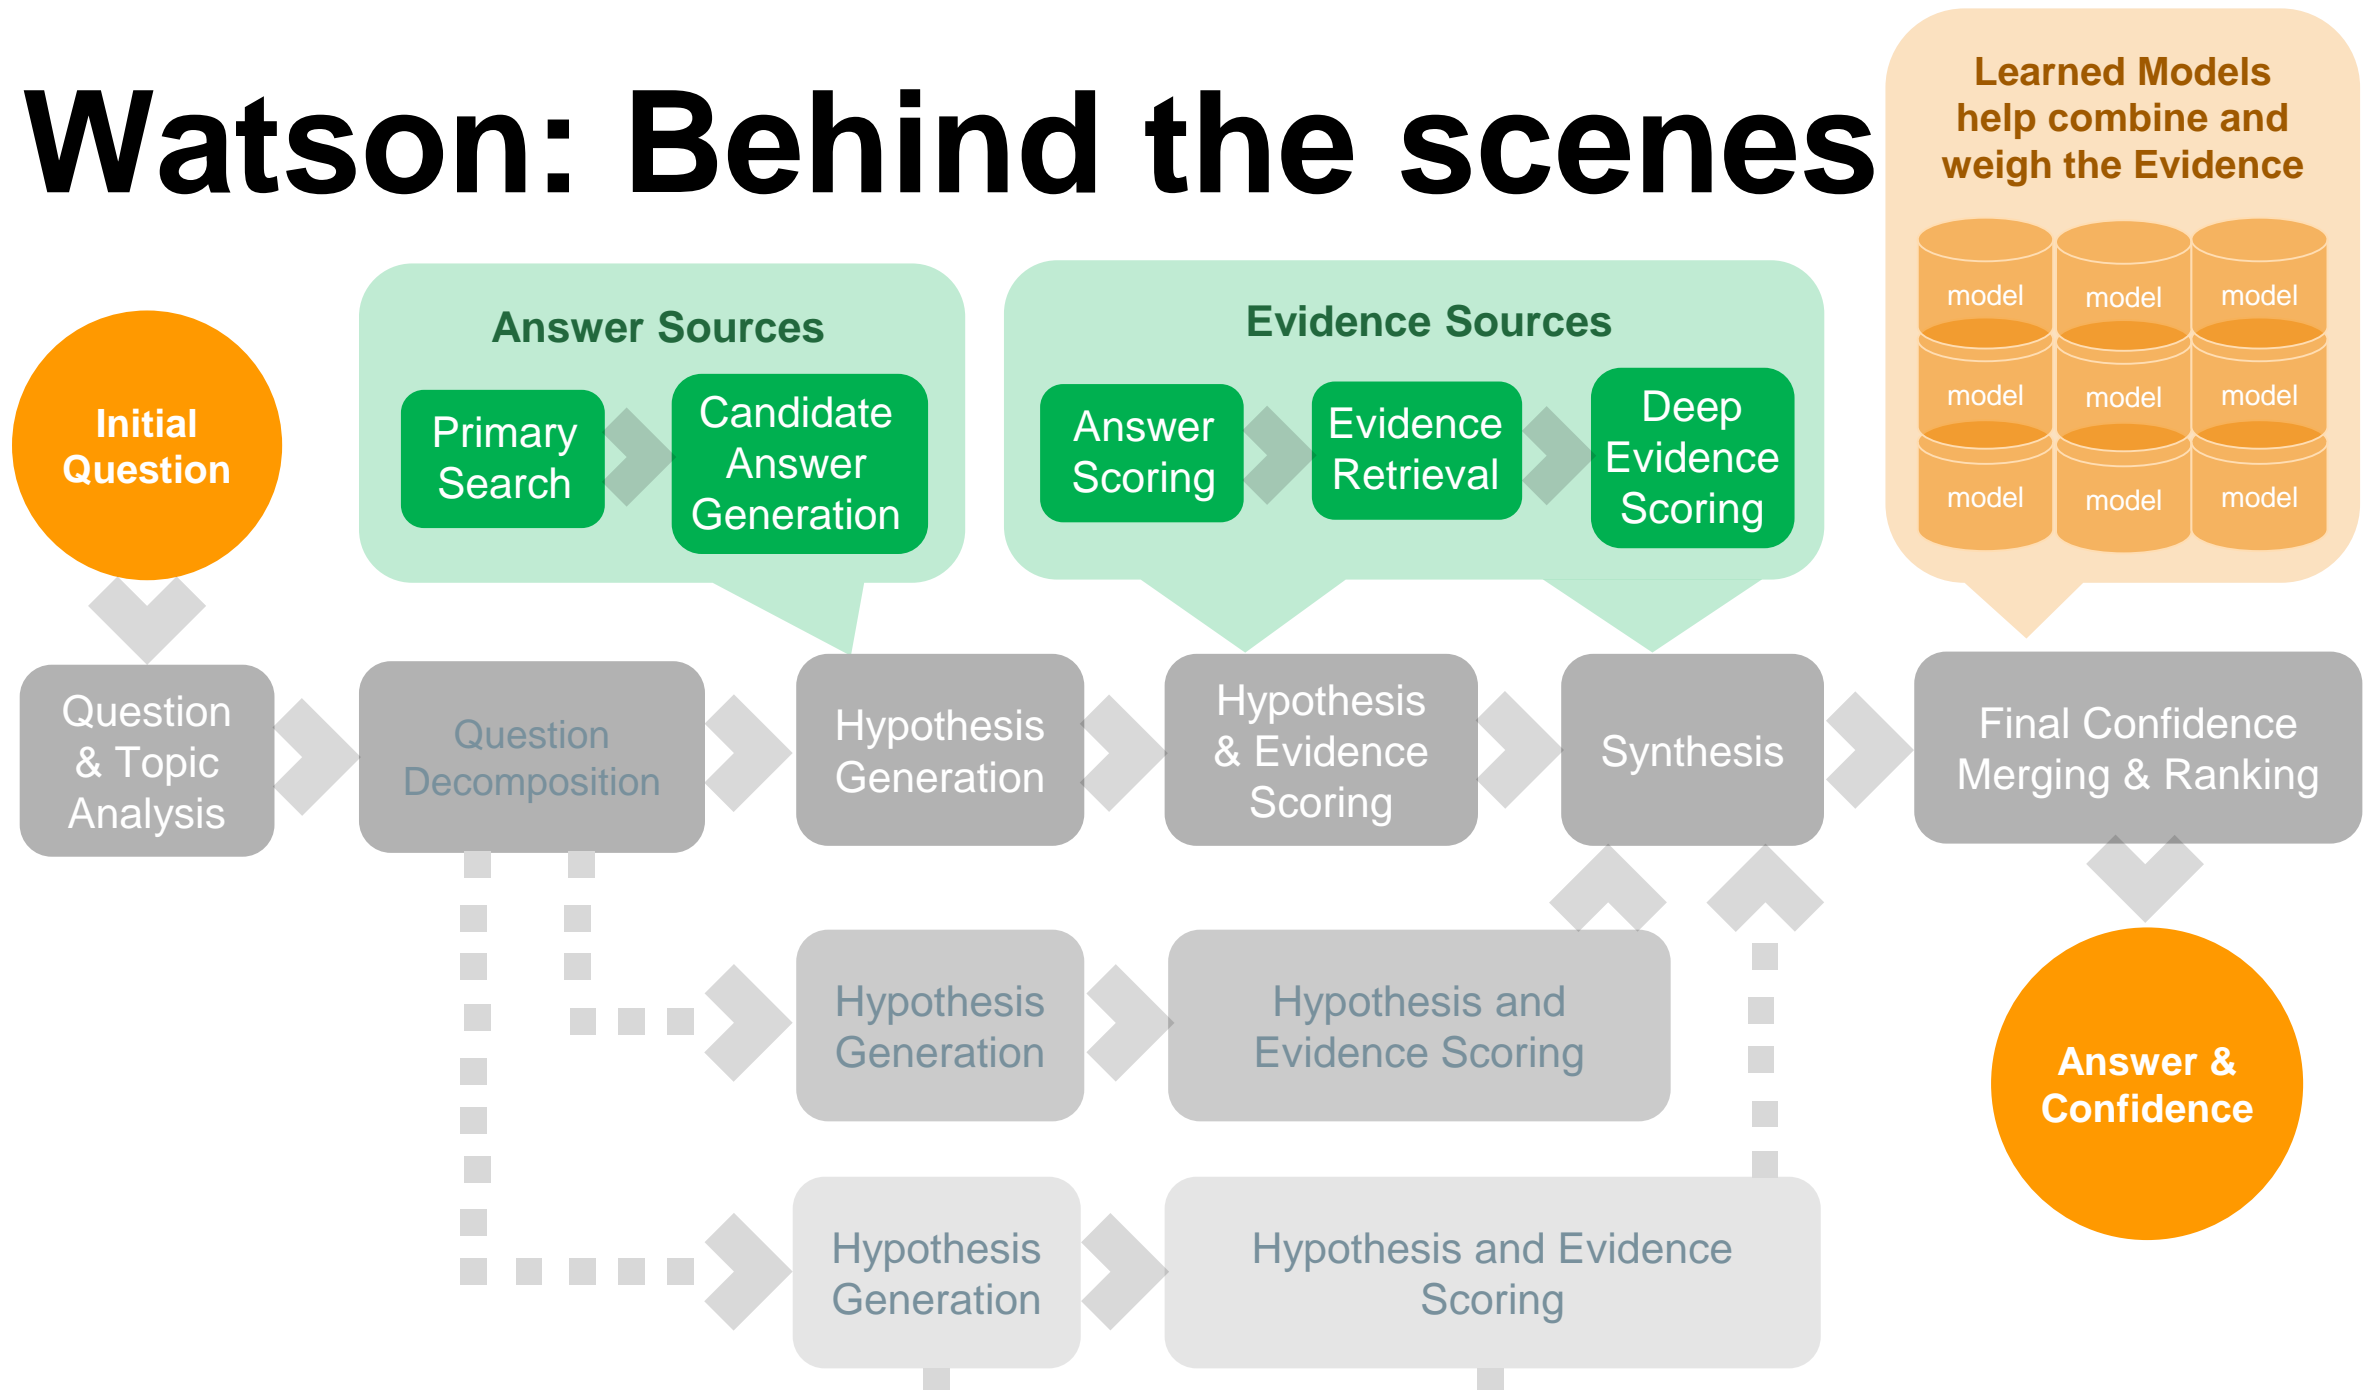 Watson: Behind the scenes
Learned Models
help combine and
weigh the Evidence
model
model
model
model
model
model
model
model
model
Answer Sources
Primary
Search
Candidate
Answer
Generation
Evidence Sources
Answer
Scoring
Evidence
Retrieval
Deep
Evidence
Scoring
Initial
Question
Question
& Topic
Analysis
Question
Decomposition
Hypothesis
Generation
Hypothesis
& Evidence
Scoring
Synthesis
Final Confidence
Merging & Ranking
Hypothesis
Generation
Hypothesis and
Evidence Scoring
Answer &
Confidence
Hypothesis
Generation
Hypothesis and Evidence
Scoring